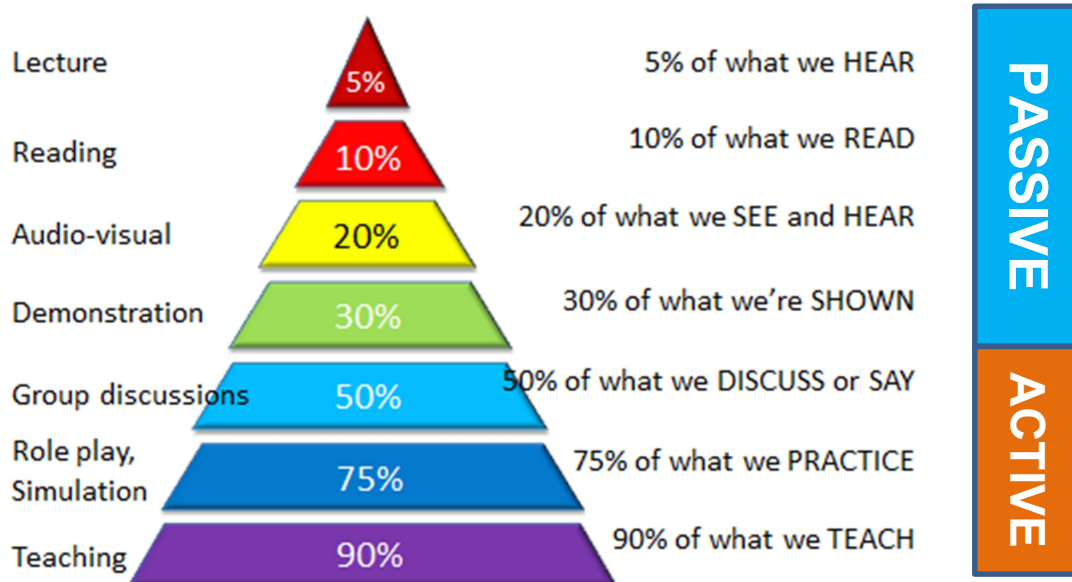 Lecture
5%
5% of what we HEAR
Reading
10%
10% of what we READ
Audio-visual
20%
20% of what we SEE and HEAR
Demonstration
30%
30% of what we’re SHOWN
Group discussions
50%
50% of what we DISCUSS or SAY
Role play,
Simulation
75%
75% of what we PRACTICE
Teaching
90%
90% of what we TEACH
PASSIVE
ACTIVE